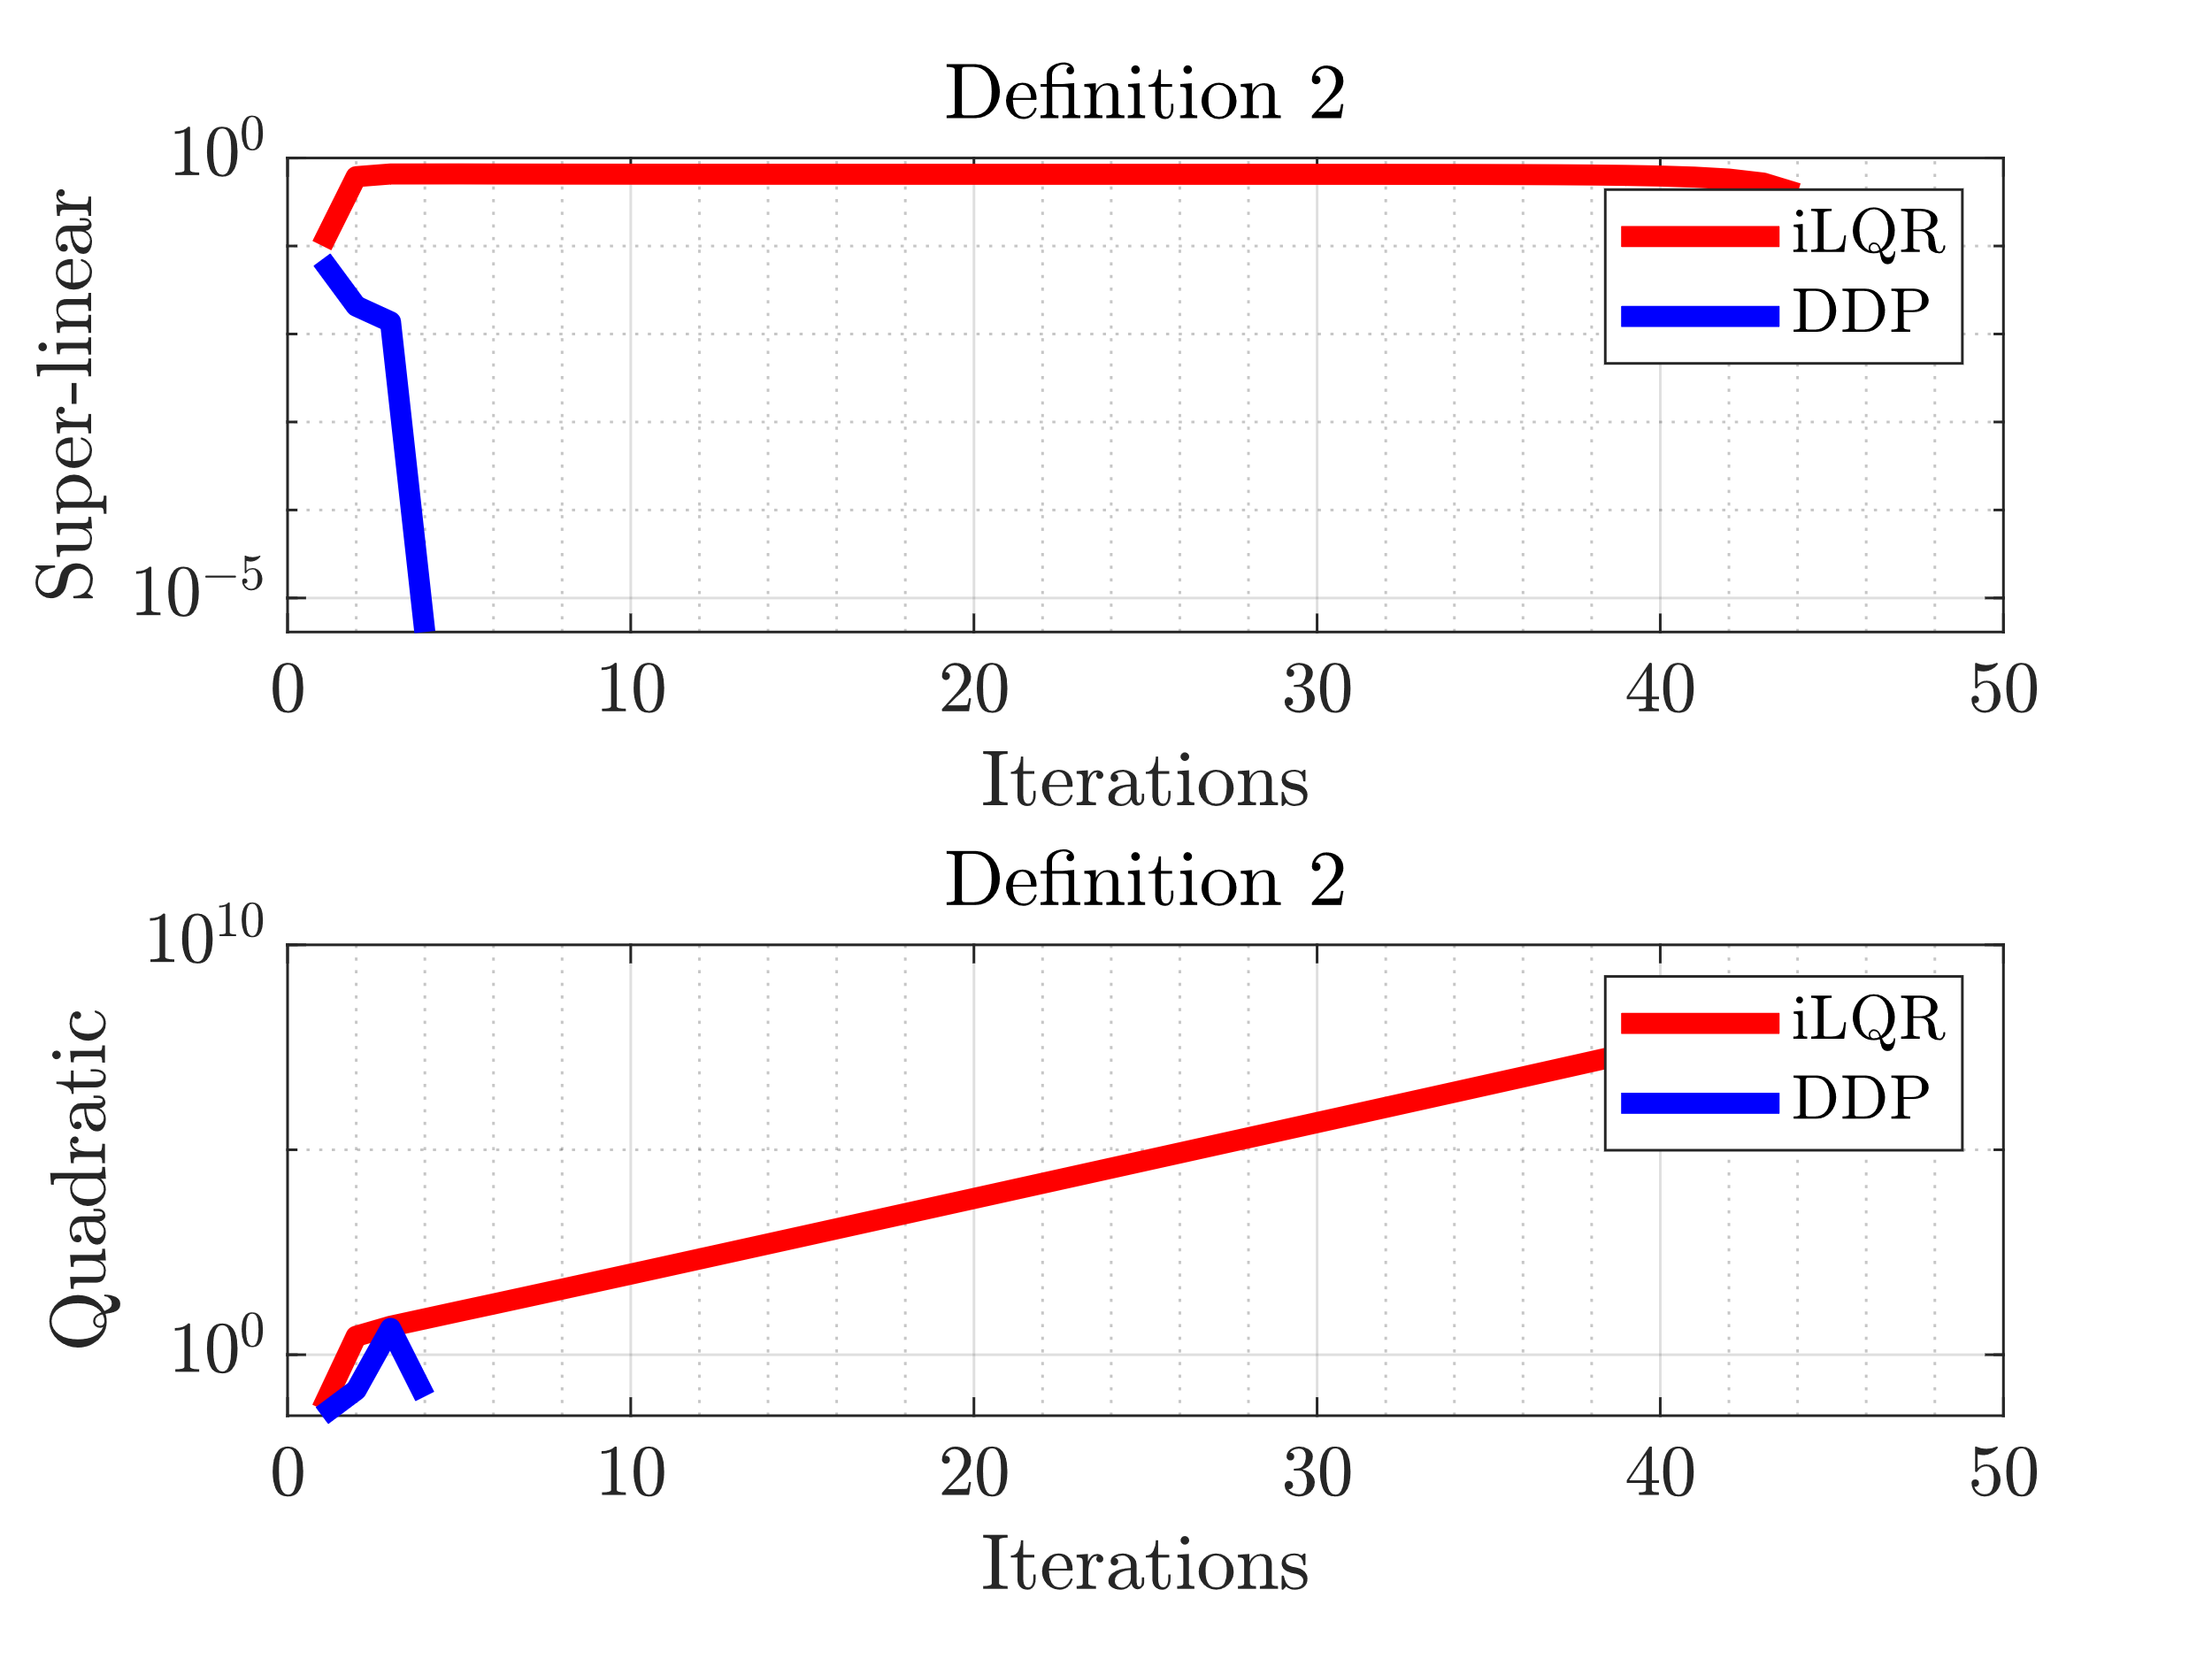 Definition 2
10^0
10^-5
Super-linear
iLQR
DDP
0 10 20 30 40 50
Iterations
Definition 2
10^10
10^0
Quadratic
iLQR
DDP
0 10 20 30 40 50
Iterations